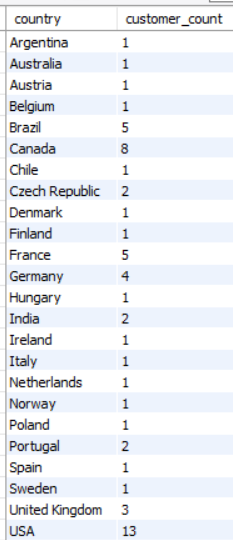 country customer_count
Argentina 1
Australia 1
Austria 1
Belgium 1
Brazil 5
Canada 8
Chile 1
Czech Republic 2
Denmark 1
Finland 1
France 5
Germany 4
Hungary 1
India 2
Ireland 1
Italy 1
Netherlands 1
Norway 1
Poland 1
Portugal 2
Spain 1
Sweden 1
United Kingdom 3
USA 13